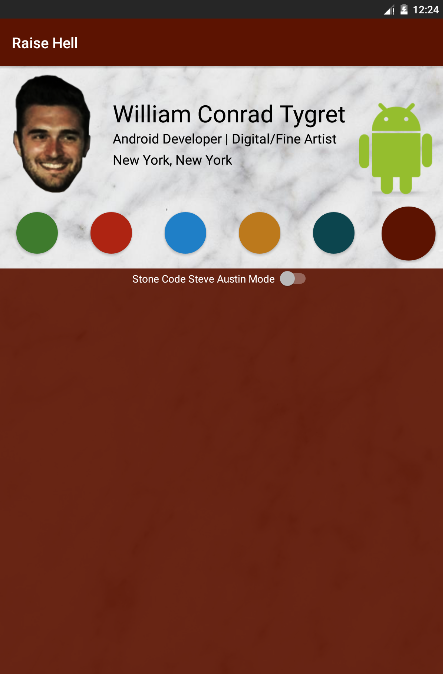 12:24
Raise Hell
William Conrad Tygret
Android Developer | Digital/Fine Artist
New York, New York
Stone Code Steve Austin Mode